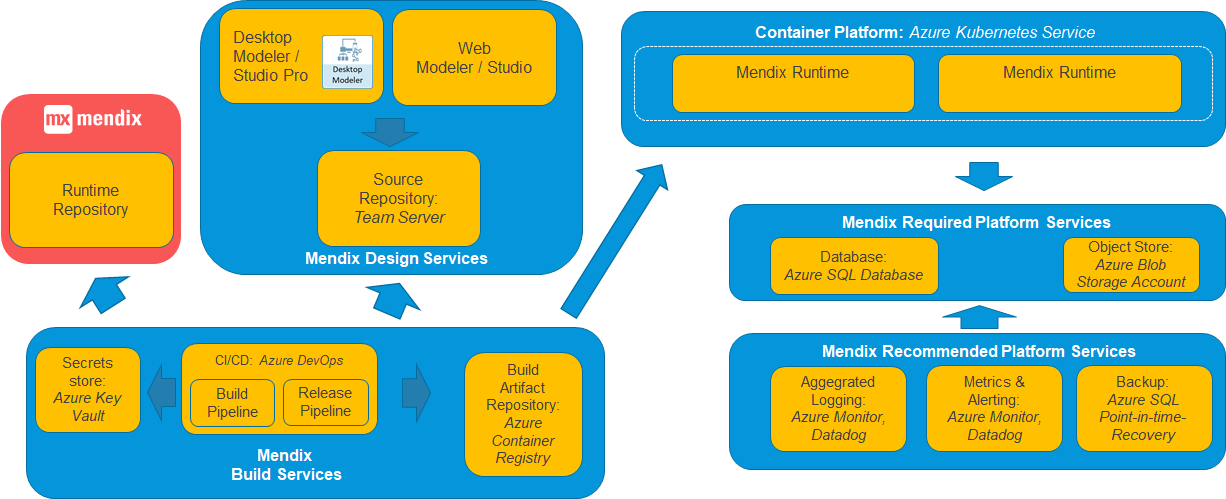 mx mendix
Runtime
Repository
Desktop
Modeler /
Studio Pro
Desktop
Modeler
Web
Modeler / Studio
Source
Repository:
Team Server
Mendix Design Services
Container Platform: Azure Kubernetes Service
Mendix Runtime
Mendix Runtime
Mendix Required Platform Services
Database:
Azure SQL Database
Object Store:
Azure Blob
Storage Account
Secrets
store:
Azure Key
Vault
CI/CD: Azure DevOps
Build
Pipeline
Release
Pipeline
Build
Artifact
Repository:
Azure
Container
Registry
Mendix
Build Services
Mendix Recommended Platform Services
Aggegrated
Logging:
Azure Monitor,
Datadog
Metrics &
Alerting:
Azure Monitor,
Datadog
Backup:
Azure SQL
Point-in-time-
Recovery